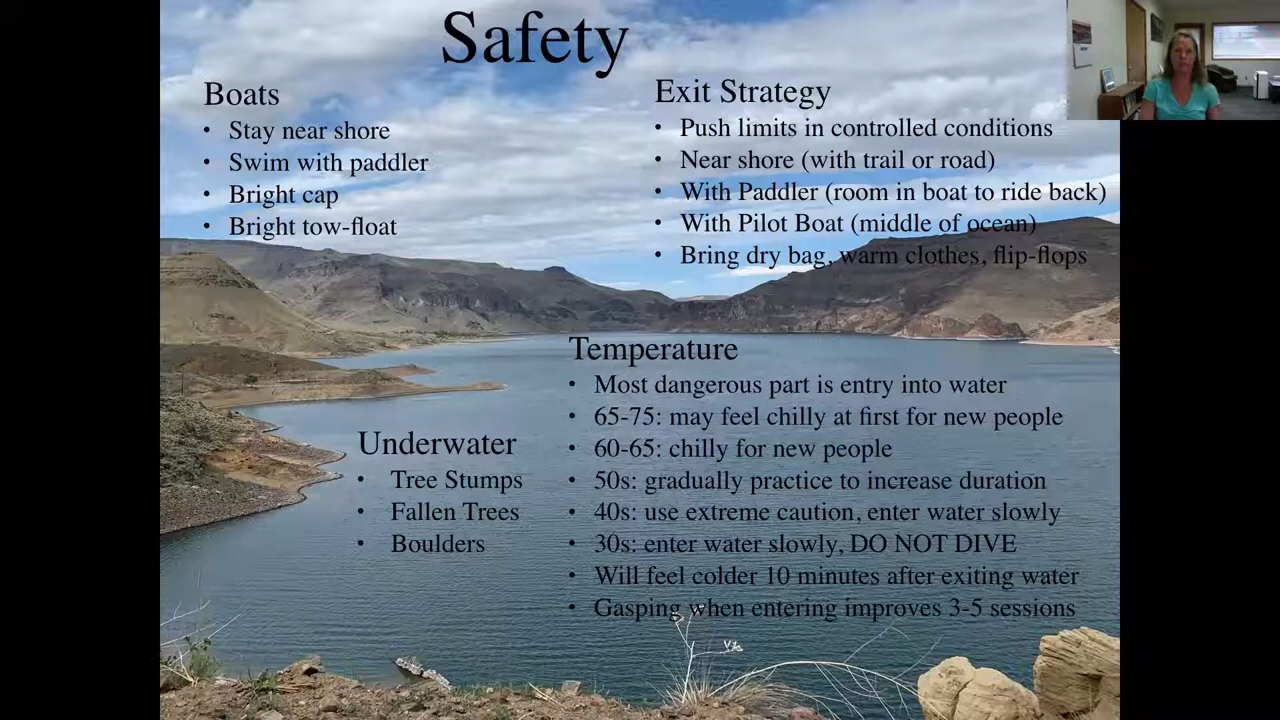 Safety
Boats
• Stay near shore
• Swim with paddler
• Bright cap
• Bright tow-float
Exit Strategy
• Push limits in controlled conditions
• Near shore (with trail or road)
• With Paddler (room in boat to ride back)
• With Pilot Boat (middle of ocean)
• Bring dry bag, warm clothes, flip-flops
Underwater
• Tree Stumps
• Fallen Trees
• Boulders
Temperature
• Most dangerous part is entry into water
• 65-75: may feel chilly at first for new people
• 60-65: chilly for new people
• 50s: gradually practice to increase duration
• 40s: use extreme caution, enter water slowly
• 30s: enter water slowly, DO NOT DIVE
• Will feel colder 10 minutes after exiting water
• Gasping when entering improves 3-5 sessions